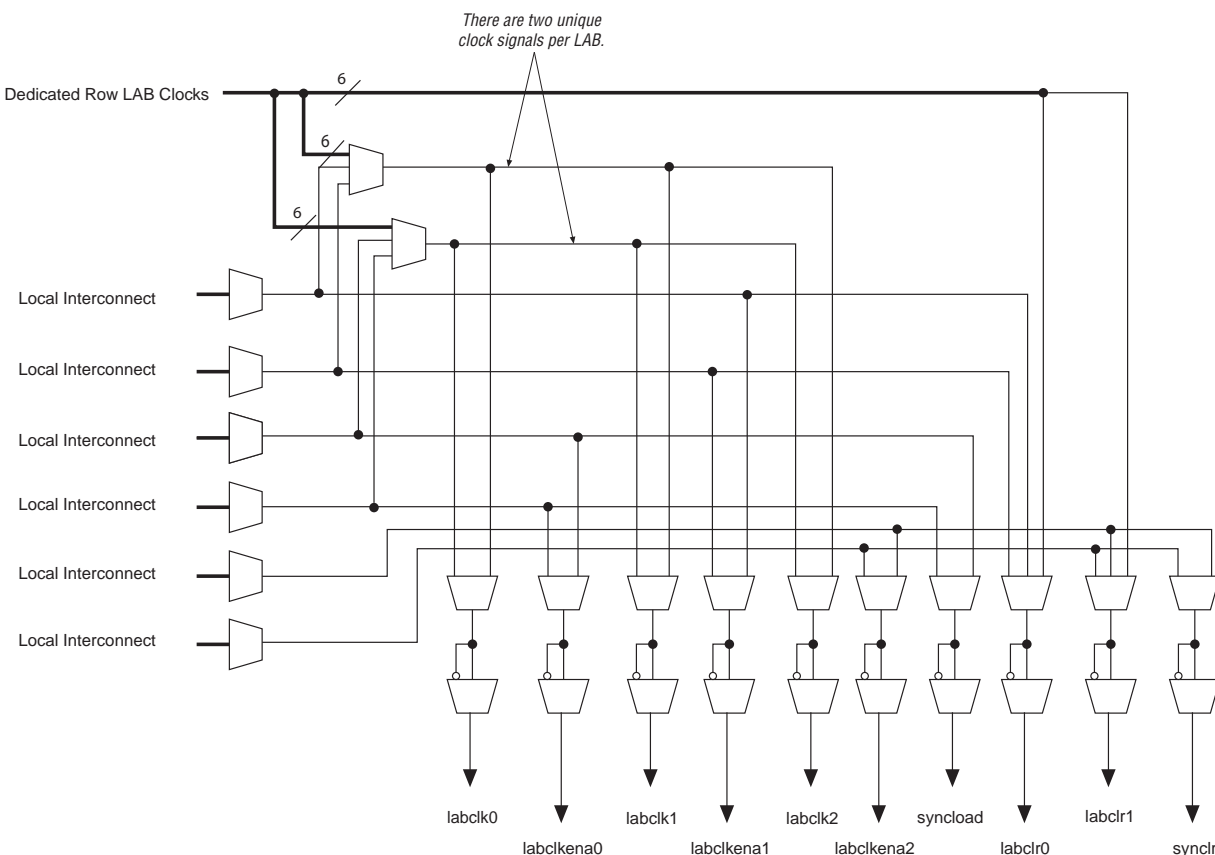 There are two unique
clock signals per LAB.
6
Dedicated Row LAB Clocks
6
6
Local Interconnect
Local Interconnect
Local Interconnect
Local Interconnect
Local Interconnect
Local Interconnect
labclk0
labclk1
labclk2
syncload
labclr1
labclkena0
labclkena1
labclkena2
labclr0
synclr